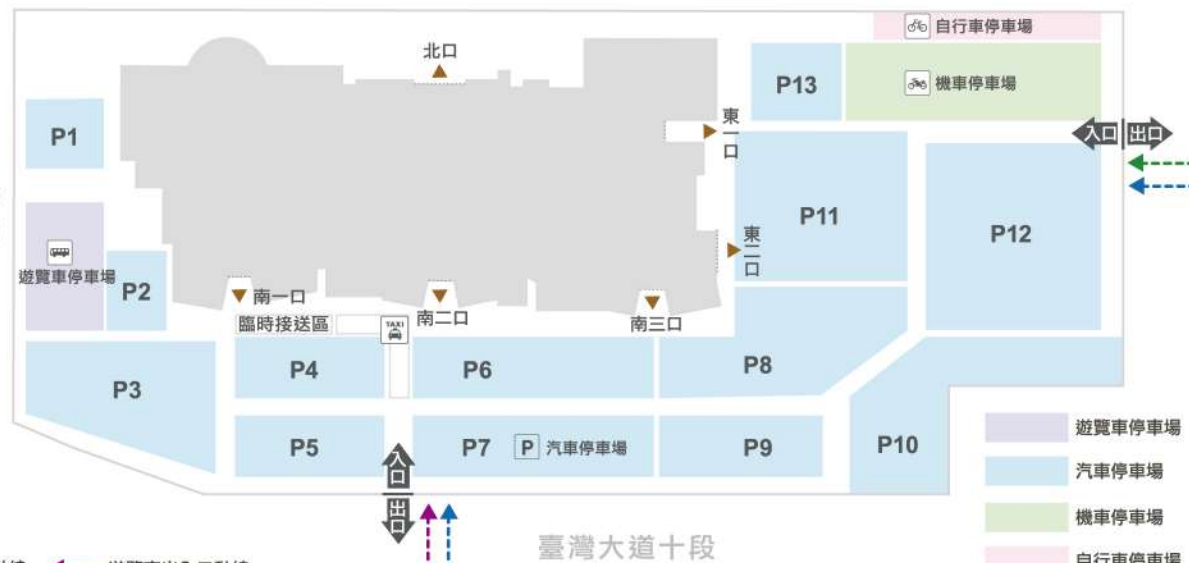 自行車停車場
北口
P13
機車停車場
P1
東一口
入口
出口
P11
P12
東二口
遊覽車停車場
P2
南一口
南二口
南三口
臨時接送區
TAXI
P3
P4
P6
P8
P5
P7
P 汽車停車場
P9
P10
入口
出口
臺灣大道十段
遊覽車停車場
汽車停車場
機車停車場
自行車停車場